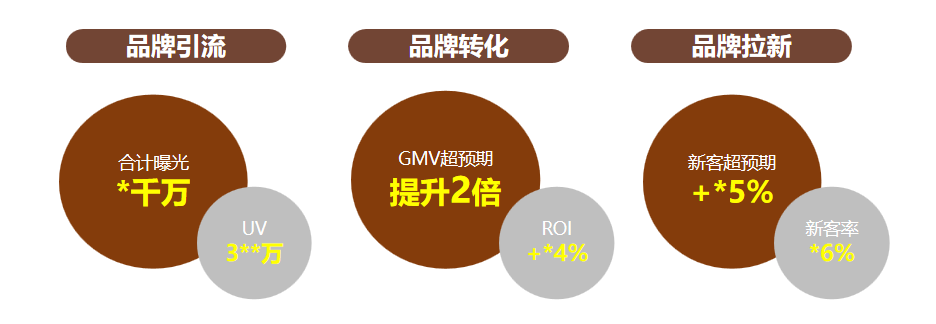 品牌引流
合计曝光
*千万
UV
3**万
品牌转化
GMV超预期
提升2倍
ROI
+*4%
品牌拉新
新客超预期
+*5%
新客率
*6%